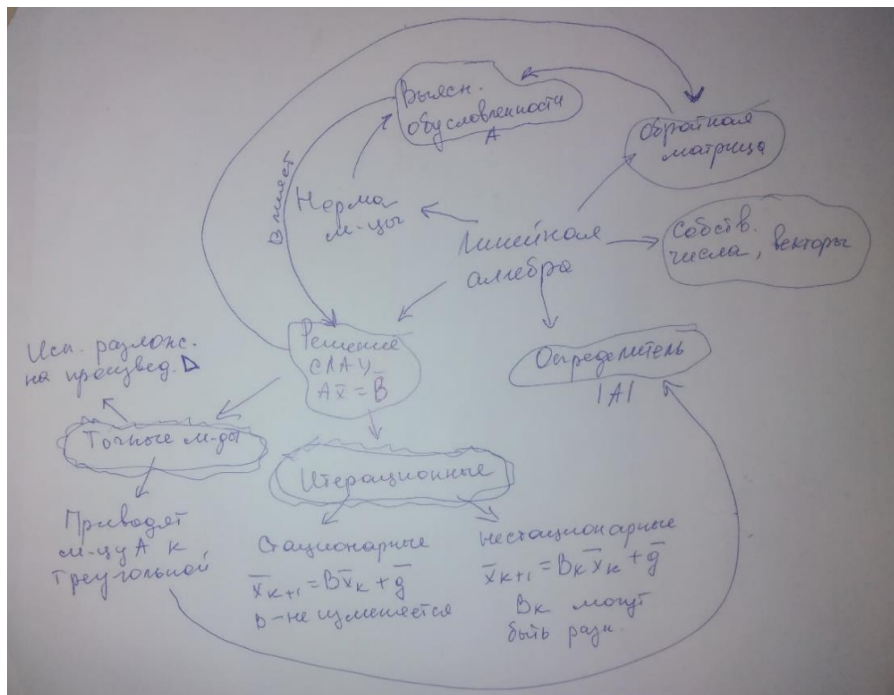 Выясн.
обусловленности
А
Обратная
матрица
Влияет
Норма
м-цы
Линейная
алгебра
Собств.
числа, векторы
Исп. разлож.
на произвед. Δ
Решение
СЛАУ
Ax̄ = B̄
Определитель
|A|
Точные м-ды
Итерационные
Приводят
м-цу А к
треугольной
Стационарные
x̄ₖ₊₁ = Bx̄ₖ + ḡ
B – не изменяется
Нестационарные
x̄ₖ₊₁ = Bₖx̄ₖ + ḡ
Bₖ могут
быть разн.